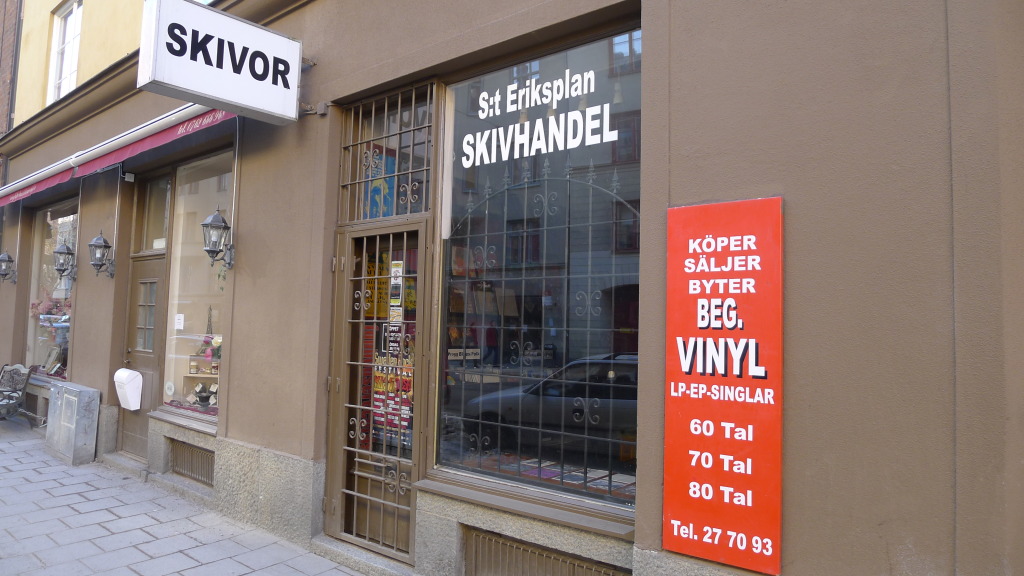 SKIVOR
S:t Eriksplan
SKIVHANDEL
KÖPER
SÄLJER
BYTER
BEG.
VINYL
LP-EP-SINGLAR
60 Tal
70 Tal
80 Tal
Tel. 27 70 93